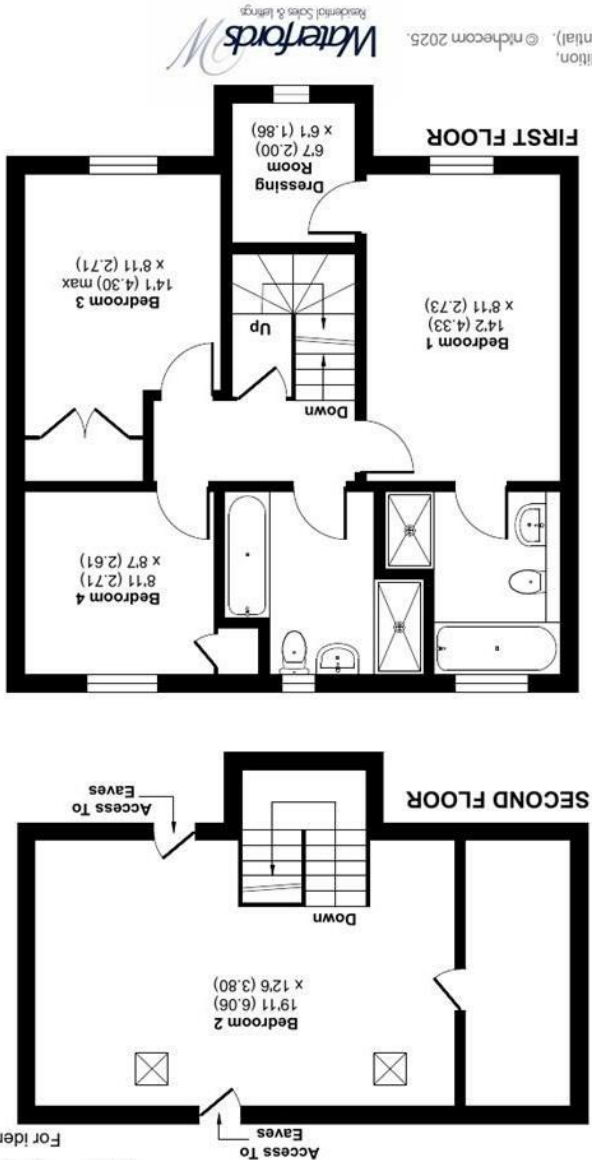 For iden
Access To
Eaves
Bedroom 2
19'11 (6.06)
x 12'6 (3.80)
Down
SECOND FLOOR
Access To
Eaves
Bedroom 4
8'11 (2.71)
x 8'7 (2.61)
Down
Up
Bedroom 1
14'2 (4.33)
x 8'11 (2.73)
Bedroom 3
14'1 (4.30) max
x 8'11 (2.71)
Dressing
Room
6'7 (2.00)
x 6'1 (1.86)
FIRST FLOOR
dition,
ntial). © nichecom 2025.
Waterfords
Residential Sales & Lettings